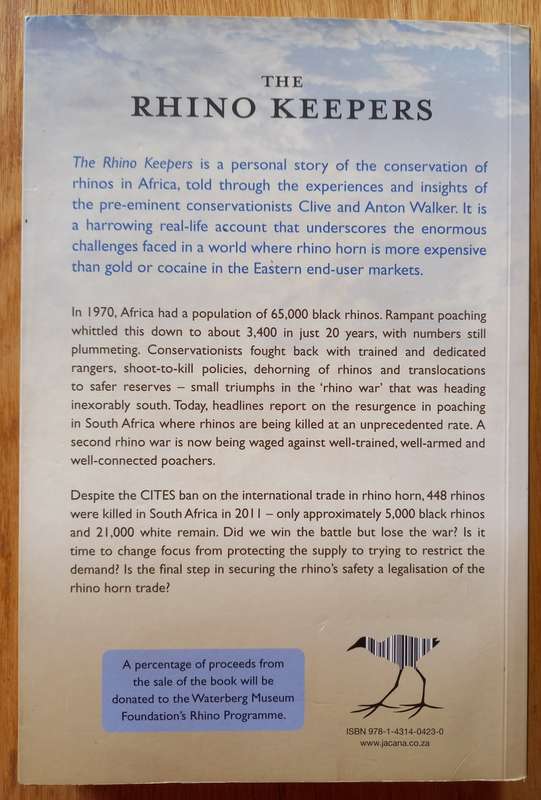 THE
RHINO KEEPERS
The Rhino Keepers is a personal story of the conservation of
rhinos in Africa, told through the experiences and insights of
the pre-eminent conservationists Clive and Anton Walker. It is
a harrowing real-life account that underscores the enormous
challenges faced in a world where rhino horn is more expensive
than gold or cocaine in the Eastern end-user markets.
In 1970, Africa had a population of 65,000 black rhinos. Rampant poaching
whittled this down to about 3,400 in just 20 years, with numbers still
plummeting. Conservationists fought back with trained and dedicated
rangers, shoot-to-kill policies, dehorning of rhinos and translocations
to safer reserves – small triumphs in the ‘rhino war’ that was heading
inexorably south. Today, headlines report on the resurgence in poaching
in South Africa where rhinos are being killed at an unprecedented rate. A
second rhino war is now being waged against well-trained, well-armed and
well-connected poachers.
Despite the CITES ban on the international trade in rhino horn, 448 rhinos
were killed in South Africa in 2011 – only approximately 5,000 black rhinos
and 21,000 white remain. Did we win the battle but lose the war? Is it
time to change focus from protecting the supply to trying to restrict the
demand? Is the final step in securing the rhino’s safety a legalisation of the
rhino horn trade?
A percentage of proceeds from
the sale of the book will be
donated to the Waterberg Museum
Foundation’s Rhino Programme.
ISBN 978-1-4314-0423-0
www.jacana.co.za